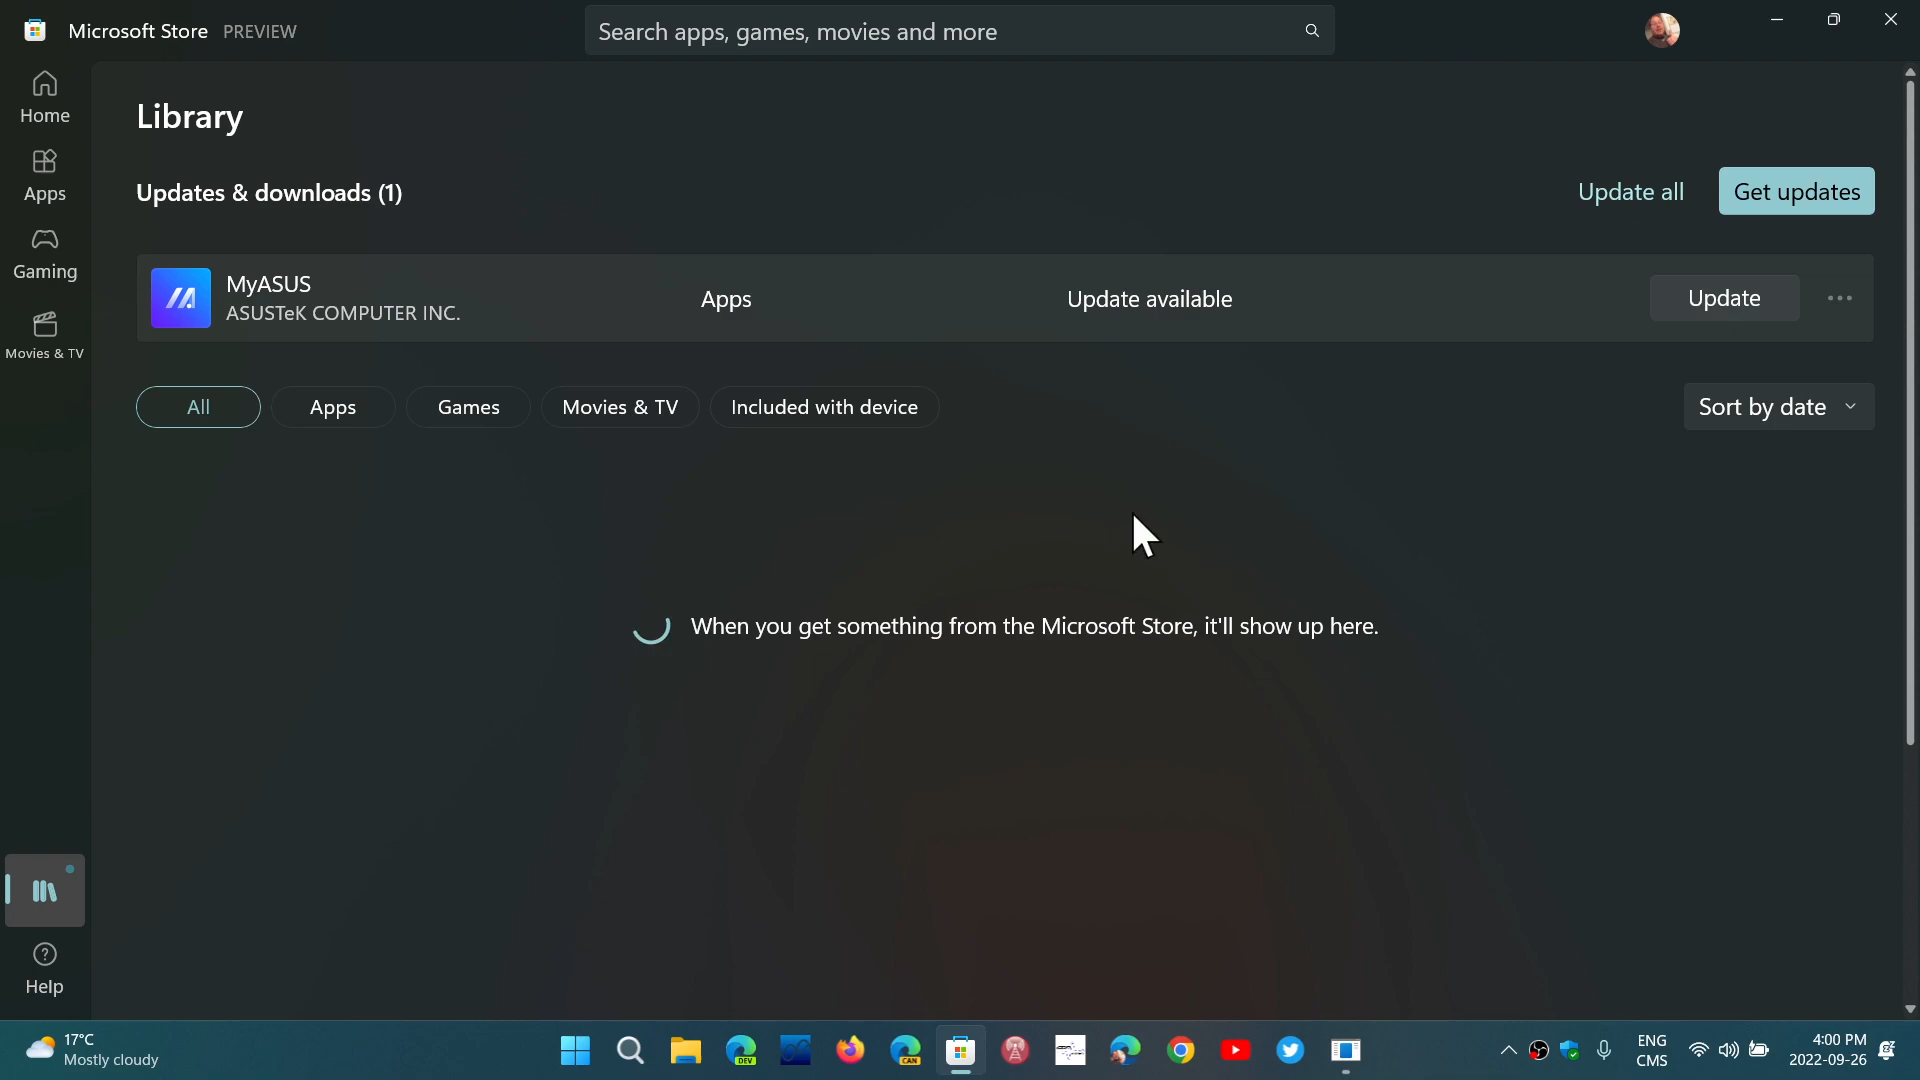 Microsoft Store PREVIEW
Search apps, games, movies and more
Home
Apps
Gaming
Movies & TV
Library
Updates & downloads (1)
Update all
Get updates
MyASUS
ASUSTeK COMPUTER INC.
Apps
Update available
Update
All
Apps
Games
Movies & TV
Included with device
Sort by date
When you get something from the Microsoft Store, it'll show up here.
Help
17°C
Mostly cloudy
DEV
CAN
ENG
CMS
4:00 PM
2022-09-26